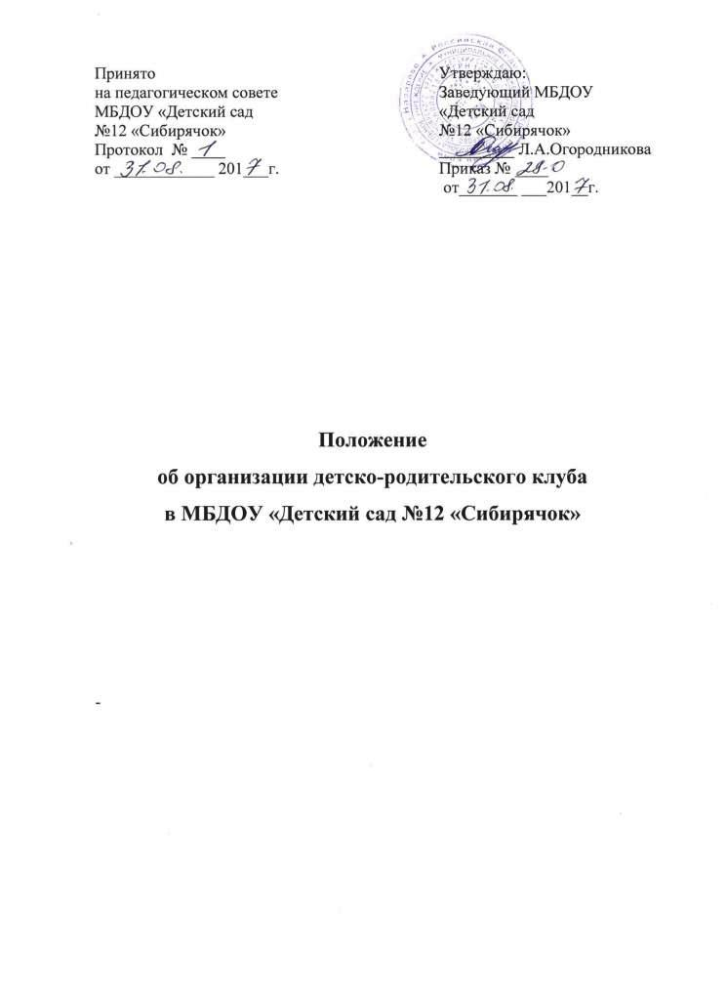 Принято
на педагогическом совете
МБДОУ «Детский сад
№12 «Сибирячок»
Протокол № 1
от 31.08. 2017г.
Утверждаю:
Заведующий МБДОУ
«Детский сад
№12 «Сибирячок»
Л.А.Огородникова
Приказ № 28-О
от 31.08. 2017г.
Положение
об организации детско-родительского клуба
в МБДОУ «Детский сад №12 «Сибирячок»
-